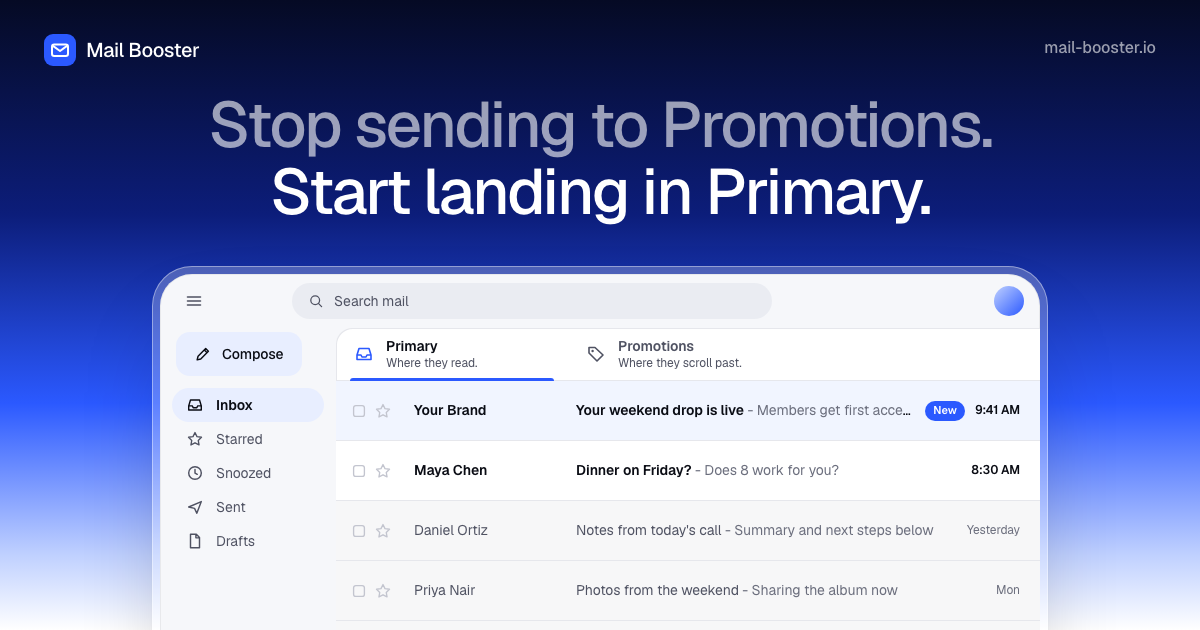 Mail Booster
mail-booster.io
Stop sending to Promotions.
Start landing in Primary.
Search mail
Compose
Inbox
Starred
Snoozed
Sent
Drafts
Primary
Where they read.
Promotions
Where they scroll past.
Your Brand Your weekend drop is live - Members get first acce... New 9:41 AM
Maya Chen Dinner on Friday? - Does 8 work for you? 8:30 AM
Daniel Ortiz Notes from today's call - Summary and next steps below Yesterday
Priya Nair Photos from the weekend - Sharing the album now Mon